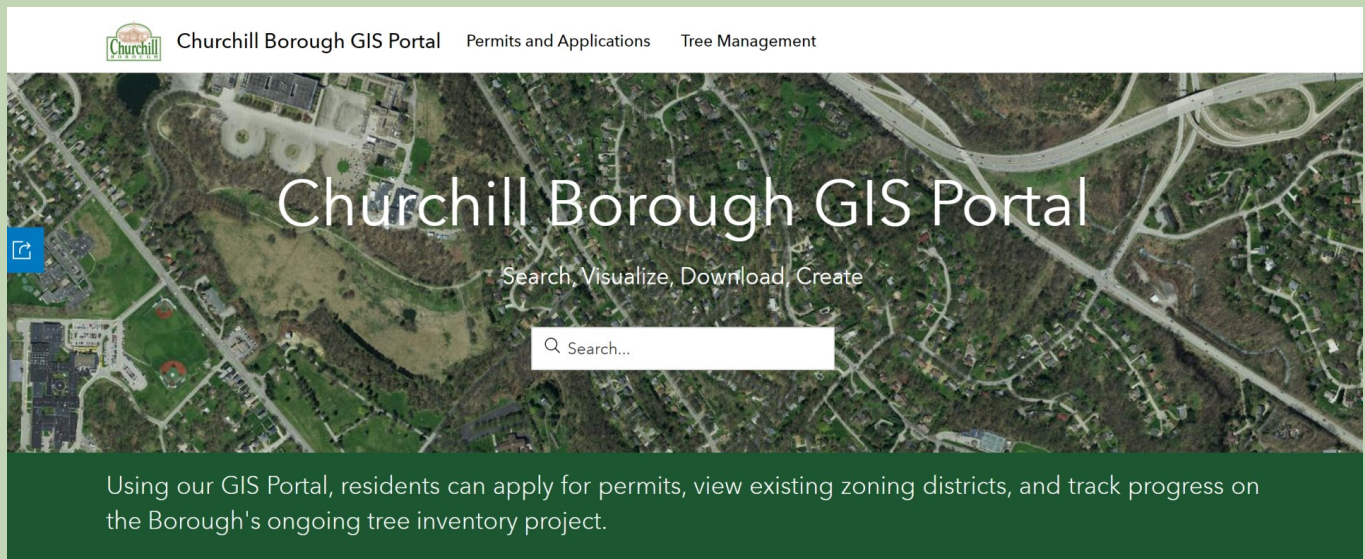 Churchill
BOROUGH
Churchill Borough GIS Portal Permits and Applications Tree Management
Churchill Borough GIS Portal
Search, Visualize, Download, Create
Search...
Using our GIS Portal, residents can apply for permits, view existing zoning districts, and track progress on
the Borough's ongoing tree inventory project.